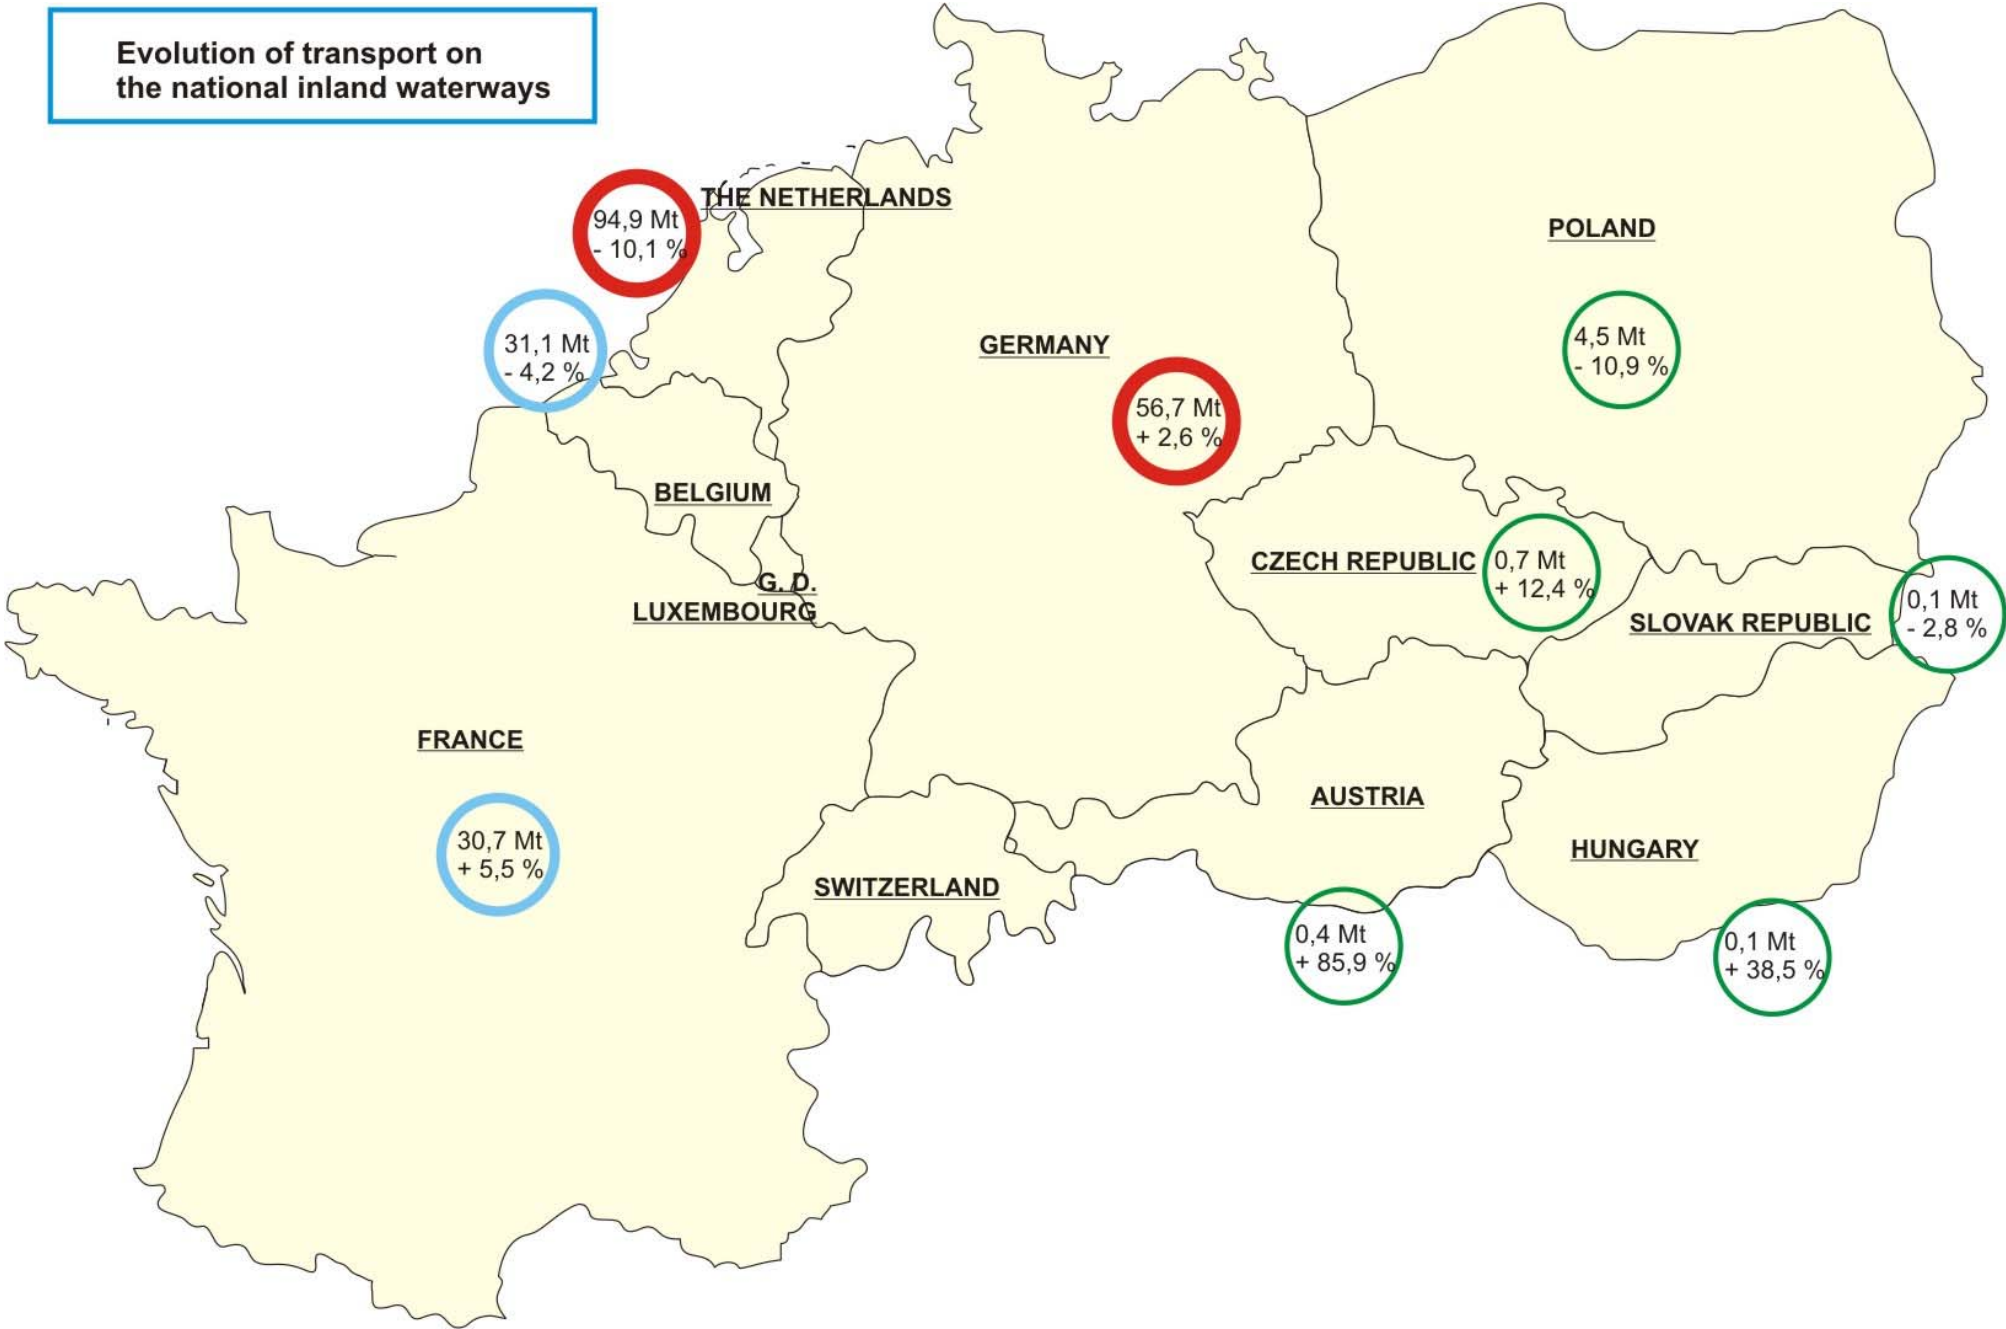 Evolution of transport on
the national inland waterways
THE NETHERLANDS
94,9 Mt
- 10,1 %
31,1 Mt
- 4,2 %
POLAND
4,5 Mt
- 10,9 %
GERMANY
56,7 Mt
+ 2,6 %
BELGIUM
CZECH REPUBLIC
0,7 Mt
+ 12,4 %
G. D.
LUXEMBOURG
SLOVAK REPUBLIC
0,1 Mt
- 2,8 %
FRANCE
30,7 Mt
+ 5,5 %
AUSTRIA
HUNGARY
SWITZERLAND
0,4 Mt
+ 85,9 %
0,1 Mt
+ 38,5 %